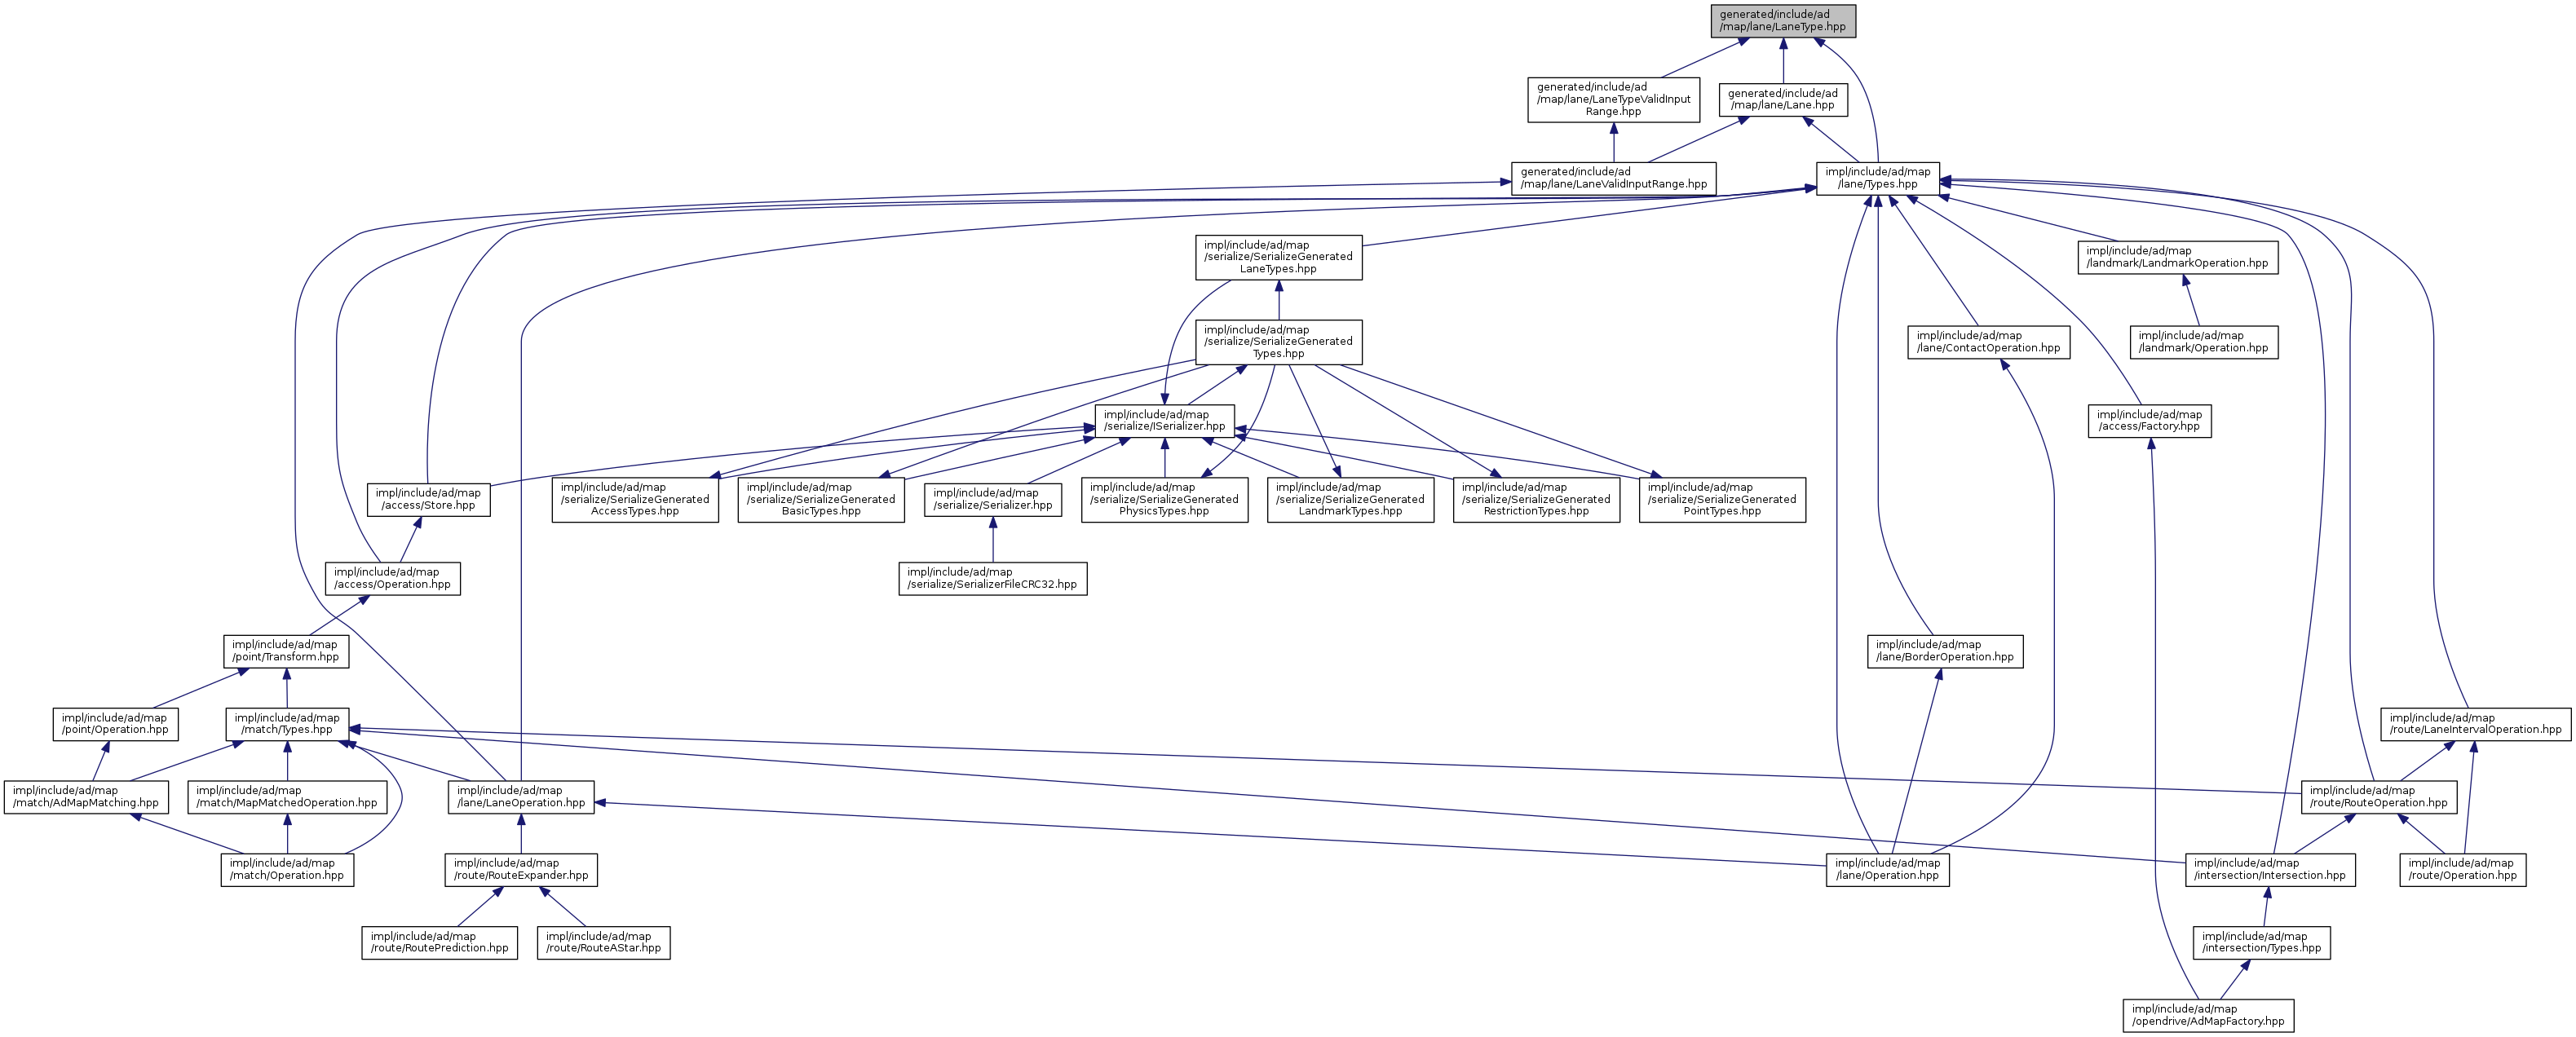 generated/include/ad
/map/lane/LaneType.hpp
generated/include/ad
/map/lane/LaneTypeValidInput
Range.hpp
generated/include/ad
/map/lane/Lane.hpp
generated/include/ad
/map/lane/LaneValidInputRange.hpp
impl/include/ad/map
/lane/Types.hpp
impl/include/ad/map
/serialize/SerializeGenerated
LaneTypes.hpp
impl/include/ad/map
/landmark/LandmarkOperation.hpp
impl/include/ad/map
/serialize/SerializeGenerated
Types.hpp
impl/include/ad/map
/lane/ContactOperation.hpp
impl/include/ad/map
/landmark/Operation.hpp
impl/include/ad/map
/serialize/ISerializer.hpp
impl/include/ad/map
/access/Factory.hpp
impl/include/ad/map
/access/Store.hpp
impl/include/ad/map
/serialize/SerializeGenerated
AccessTypes.hpp
impl/include/ad/map
/serialize/SerializeGenerated
BasicTypes.hpp
impl/include/ad/map
/serialize/Serializer.hpp
impl/include/ad/map
/serialize/SerializeGenerated
PhysicsTypes.hpp
impl/include/ad/map
/serialize/SerializeGenerated
LandmarkTypes.hpp
impl/include/ad/map
/serialize/SerializeGenerated
RestrictionTypes.hpp
impl/include/ad/map
/serialize/SerializeGenerated
PointTypes.hpp
impl/include/ad/map
/access/Operation.hpp
impl/include/ad/map
/serialize/SerializerFileCRC32.hpp
impl/include/ad/map
/point/Transform.hpp
impl/include/ad/map
/lane/BorderOperation.hpp
impl/include/ad/map
/point/Operation.hpp
impl/include/ad/map
/match/Types.hpp
impl/include/ad/map
/route/LaneIntervalOperation.hpp
impl/include/ad/map
/match/AdMapMatching.hpp
impl/include/ad/map
/match/MapMatchedOperation.hpp
impl/include/ad/map
/lane/LaneOperation.hpp
impl/include/ad/map
/route/RouteOperation.hpp
impl/include/ad/map
/match/Operation.hpp
impl/include/ad/map
/route/RouteExpander.hpp
impl/include/ad/map
/lane/Operation.hpp
impl/include/ad/map
/intersection/Intersection.hpp
impl/include/ad/map
/route/Operation.hpp
impl/include/ad/map
/route/RoutePrediction.hpp
impl/include/ad/map
/route/RouteAStar.hpp
impl/include/ad/map
/intersection/Types.hpp
impl/include/ad/map
/opendrive/AdMapFactory.hpp